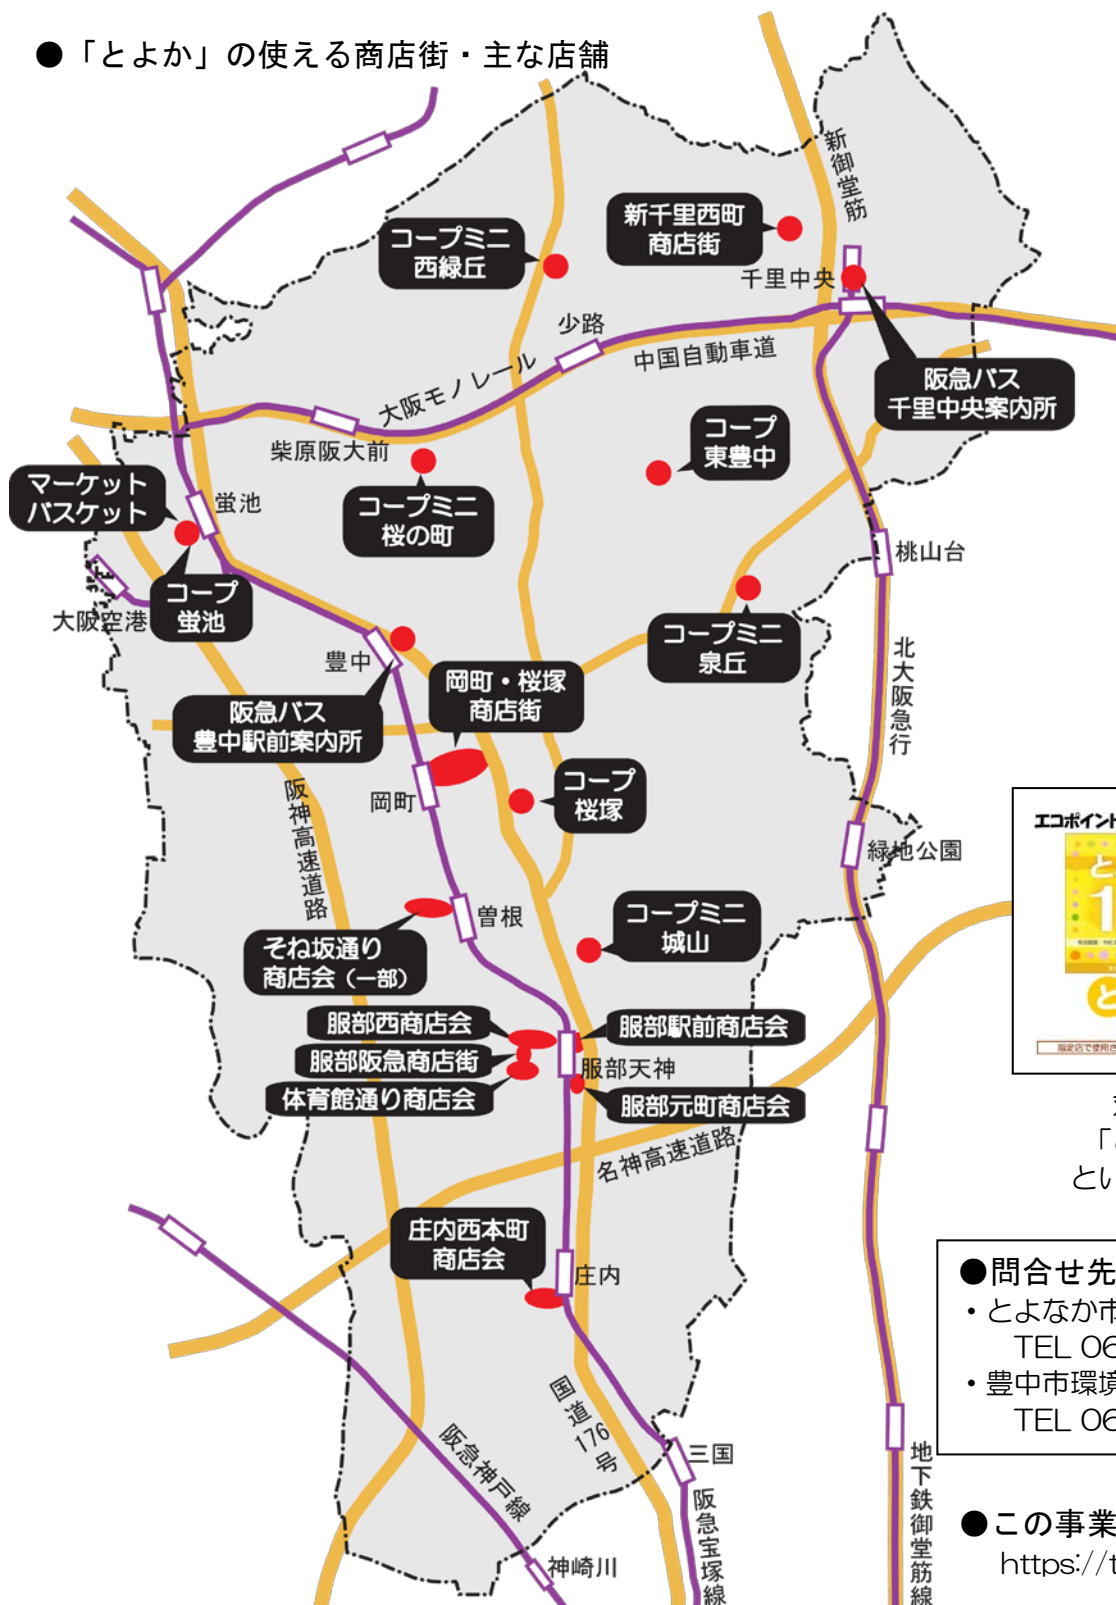 ●「とよか」の使える商店街・主な店舗
新御堂筋
新千里西町
商店街
コープミニ
西緑丘
千里中央
少路
中国自動車道
大阪モノレール
阪急バス
千里中央案内所
柴原阪大前
コープ
東豊中
マーケット
バスケット
蛍池
コープミニ
桜の町
桃山台
コープ
蛍池
大阪空港
コープミニ
泉丘
豊中
岡町・桜塚
商店街
北大阪急行
阪急バス
豊中駅前案内所
コープ
桜塚
岡町
阪神高速道路
緑地公園
エコポイント
曽根
コープミニ
城山
そね坂通り
商店会（一部）
服部西商店会
服部駅前商店会
服部阪急商店街
服部天神
体育館通り商店会
服部元町商店会
指定店で使用さ
とい
名神高速道路
庄内西本町
商店会
庄内
●問合せ先
・とよなか市
TEL 06
・豊中市環境
TEL 06
国道176号
阪急神戸線
三国
阪急宝塚線
地下鉄御堂筋線
神崎川
●この事業
https://t